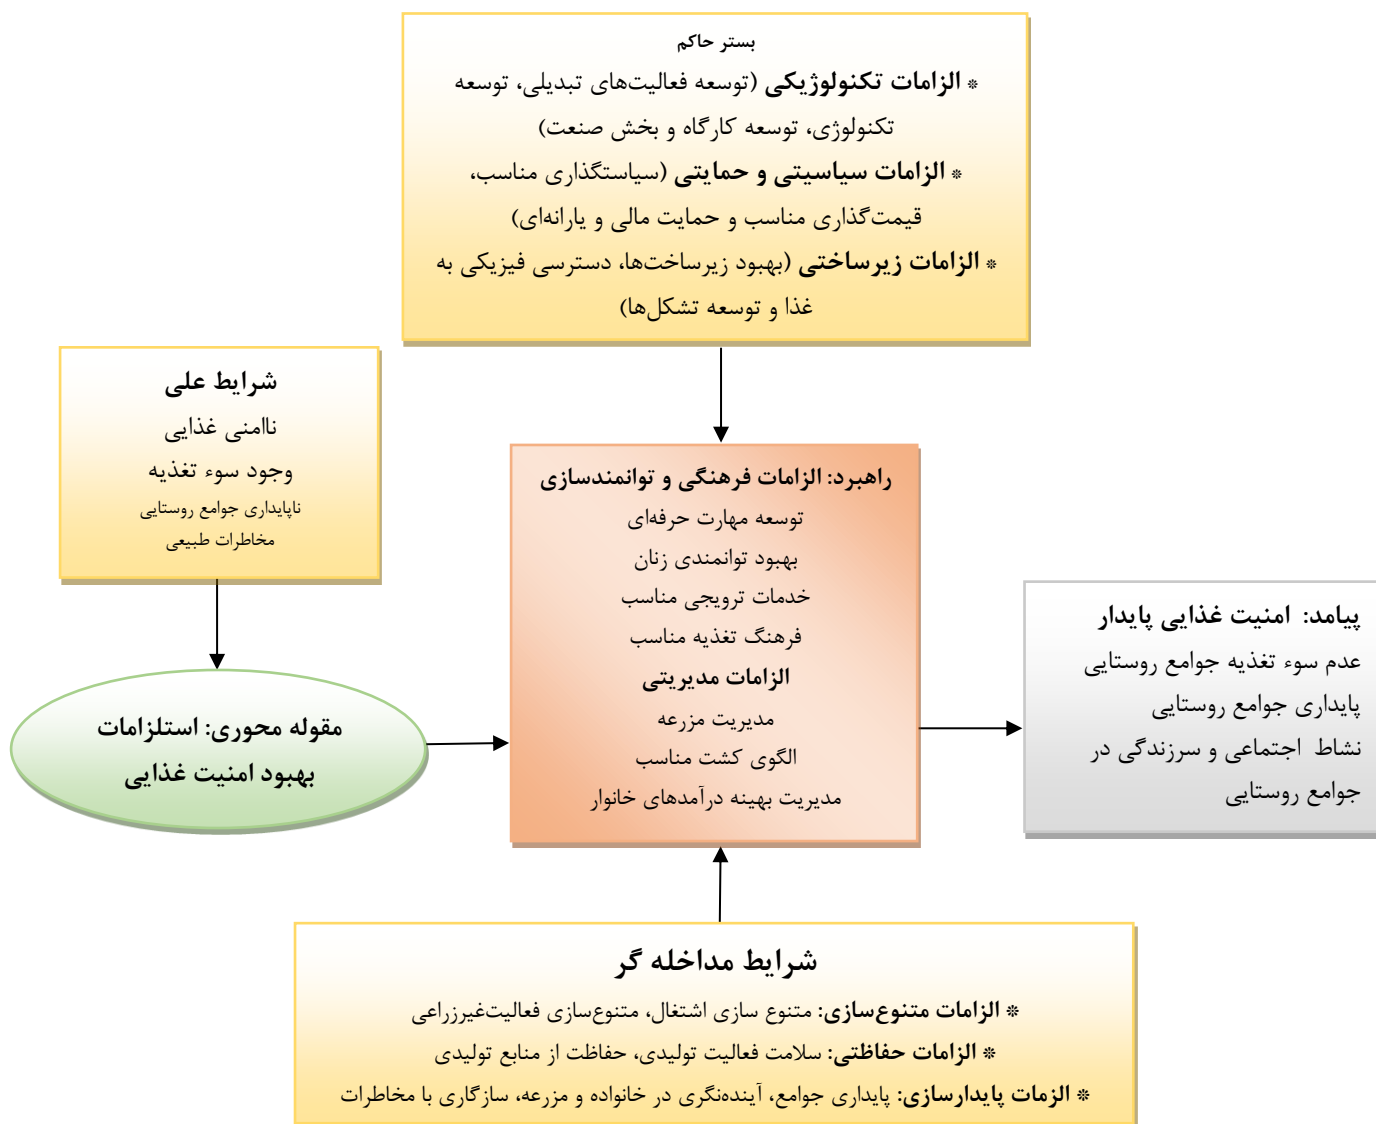 بستر حاکم
* الزامات تکنولوژیکی (توسعه فعالیت‌های تبدیلی، توسعه
تکنولوژی، توسعه کارگاه و بخش صنعت)
* الزامات سیاسیتی و حمایتی (سیاستگذاری مناسب،
قیمت‌گذاری مناسب و حمایت مالی و یارانه‌ای)
* الزامات زیرساختی (بهبود زیرساخت‌ها، دسترسی فیزیکی به
غذا و توسعه تشکل‌ها)
شرایط علی
ناامنی غذایی
وجود سوء تغذیه
ناپایداری جوامع روستایی
مخاطرات طبیعی
مقوله محوری: استلزامات
بهبود امنیت غذایی
راهبرد: الزامات فرهنگی و توانمندسازی
توسعه مهارت حرفه‌ای
بهبود توانمندی زنان
خدمات ترویجی مناسب
فرهنگ تغذیه مناسب
الزامات مدیریتی
مدیریت مزرعه
الگوی کشت مناسب
مدیریت بهینه درآمدهای خانوار
پیامد: امنیت غذایی پایدار
عدم سوء تغذیه جوامع روستایی
پایداری جوامع روستایی
نشاط اجتماعی و سرزندگی در
جوامع روستایی
شرایط مداخله گر
* الزامات متنوع‌سازی: متنوع سازی اشتغال، متنوع‌سازی فعالیت‌غیرزراعی
* الزامات حفاظتی: سلامت فعالیت تولیدی، حفاظت از منابع تولیدی
* الزمات پایدارسازی: پایداری جوامع، آینده‌نگری در خانواده و مزرعه، سازگاری با مخاطرات